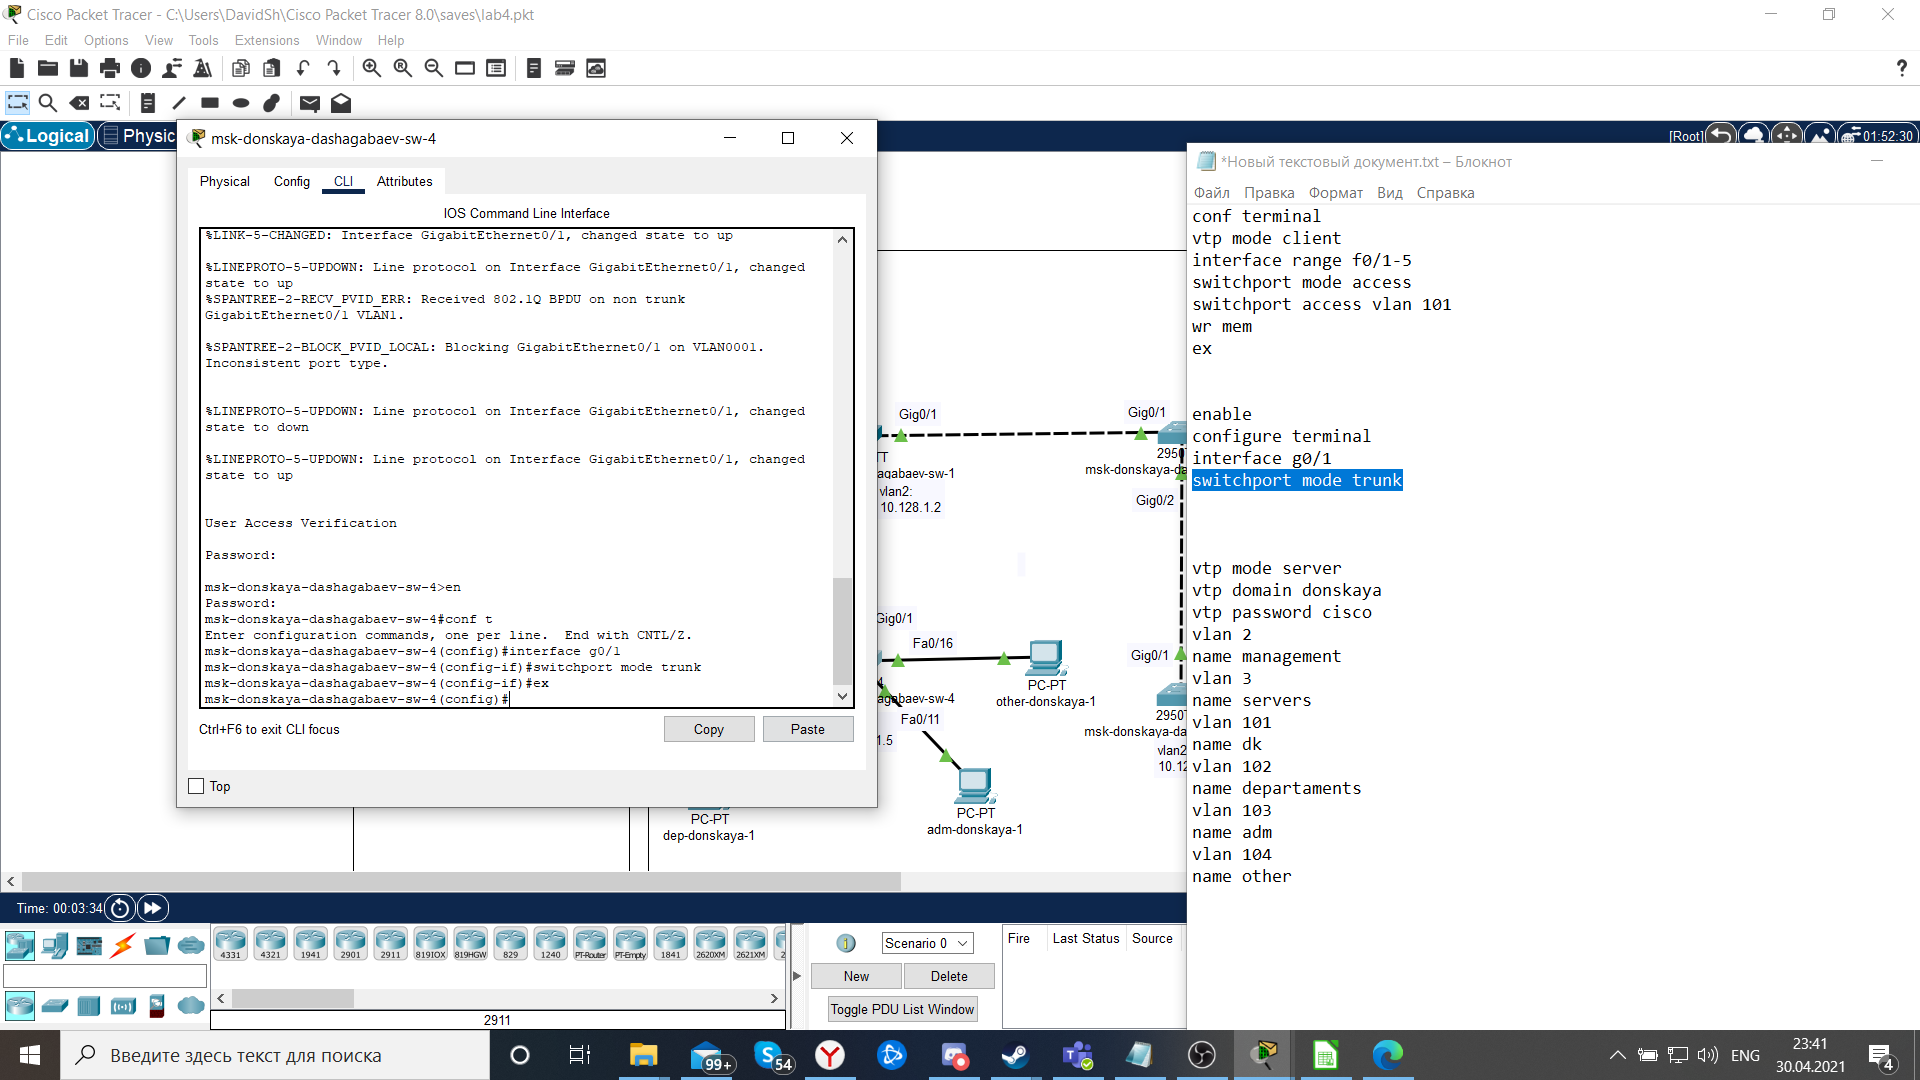 Cisco Packet Tracer - C:\Users\DavidSh\Cisco Packet Tracer 8.0\saves\lab4.pkt
File Edit Options View Tools Extensions Window Help
?
Logical Physic
[Root] 01:52:30
msk-donskaya-dashagabaev-sw-4
Physical Config CLI Attributes
IOS Command Line Interface
%LINK-5-CHANGED: Interface GigabitEthernet0/1, changed state to up
%LINEPROTO-5-UPDOWN: Line protocol on Interface GigabitEthernet0/1, changed
state to up
%SPANTREE-2-RECV_PVID_ERR: Received 802.1Q BPDU on non trunk
GigabitEthernet0/1 VLAN1.
%SPANTREE-2-BLOCK_PVID_LOCAL: Blocking GigabitEthernet0/1 on VLAN0001.
Inconsistent port type.
%LINEPROTO-5-UPDOWN: Line protocol on Interface GigabitEthernet0/1, changed
state to down
%LINEPROTO-5-UPDOWN: Line protocol on Interface GigabitEthernet0/1, changed
state to up
User Access Verification
Password:
msk-donskaya-dashagabaev-sw-4>en
Password:
msk-donskaya-dashagabaev-sw-4#conf t
Enter configuration commands, one per line.  End with CNTL/Z.
msk-donskaya-dashagabaev-sw-4(config)#interface g0/1
msk-donskaya-dashagabaev-sw-4(config-if)#switchport mode trunk
msk-donskaya-dashagabaev-sw-4(config-if)#ex
msk-donskaya-dashagabaev-sw-4(config)#
Ctrl+F6 to exit CLI focus
Copy Paste
Top
Gig0/1
TT
agabaev-sw-1
vlan2:
10.128.1.2
Gig0/1
2950
msk-donskaya-da
Gig0/2
Gig0/1
Fa0/16
PC-PT
other-donskaya-1
agabaev-sw-4
Fa0/11
1.5
PC-PT
adm-donskaya-1
PC-PT
dep-donskaya-1
Gig0/1
2950
msk-donskaya-da
vlan2
10.12
*Новый текстовый документ.txt – Блокнот
Файл Правка Формат Вид Справка
conf terminal
vtp mode client
interface range f0/1-5
switchport mode access
switchport access vlan 101
wr mem
ex
enable
configure terminal
interface g0/1
switchport mode trunk
vtp mode server
vtp domain donskaya
vtp password cisco
vlan 2
name management
vlan 3
name servers
vlan 101
name dk
vlan 102
name departaments
vlan 103
name adm
vlan 104
name other
Time: 00:03:34
4331 4321 1941 2901 2911 819IOX 819HGW 829 1240 PT-Router PT-Empty 1841 2620XM 2621XM 2
2911
Scenario 0
New Delete
Toggle PDU List Window
Fire Last Status Source
Введите здесь текст для поиска
99+
54
ENG
23:41
30.04.2021
4